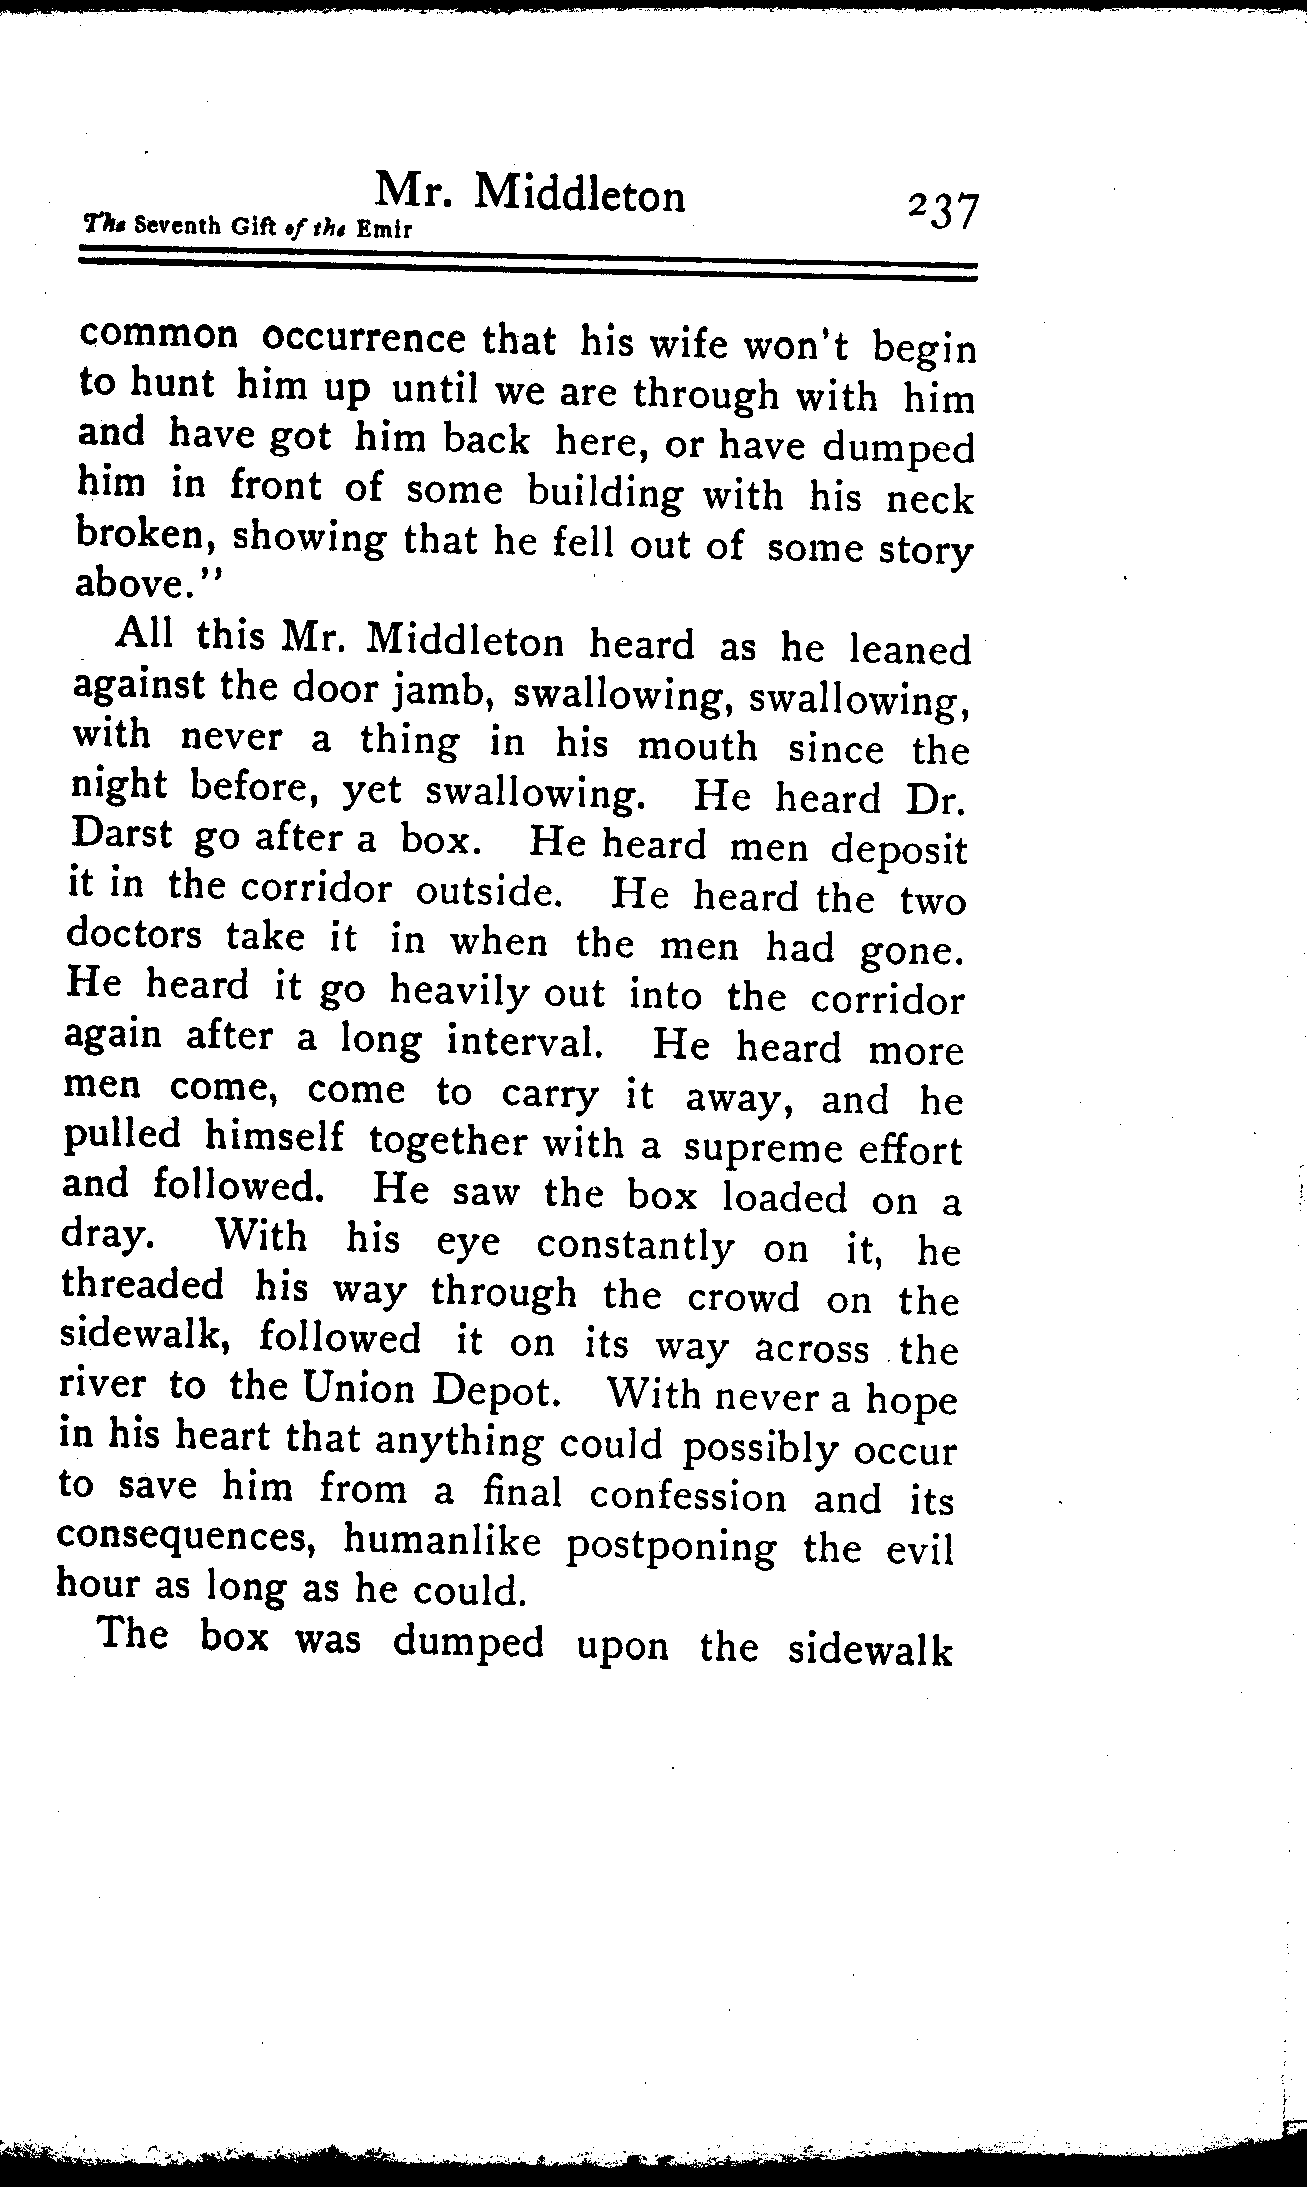 Mr. Middleton 237
The Seventh Gift of the Emir
common occurrence that his wife won't begin
to hunt him up until we are through with him
and have got him back here, or have dumped
him in front of some building with his neck
broken, showing that he fell out of some story
above."
All this Mr. Middleton heard as he leaned
against the door jamb, swallowing, swallowing,
with never a thing in his mouth since the
night before, yet swallowing. He heard Dr.
Darst go after a box. He heard men deposit
it in the corridor outside. He heard the two
doctors take it in when the men had gone.
He heard it go heavily out into the corridor
again after a long interval. He heard more
men come, come to carry it away, and he
pulled himself together with a supreme effort
and followed. He saw the box loaded on a
dray. With his eye constantly on it, he
threaded his way through the crowd on the
sidewalk, followed it on its way across the
river to the Union Depot. With never a hope
in his heart that anything could possibly occur
to save him from a final confession and its
consequences, humanlike postponing the evil
hour as long as he could.
The box was dumped upon the sidewalk